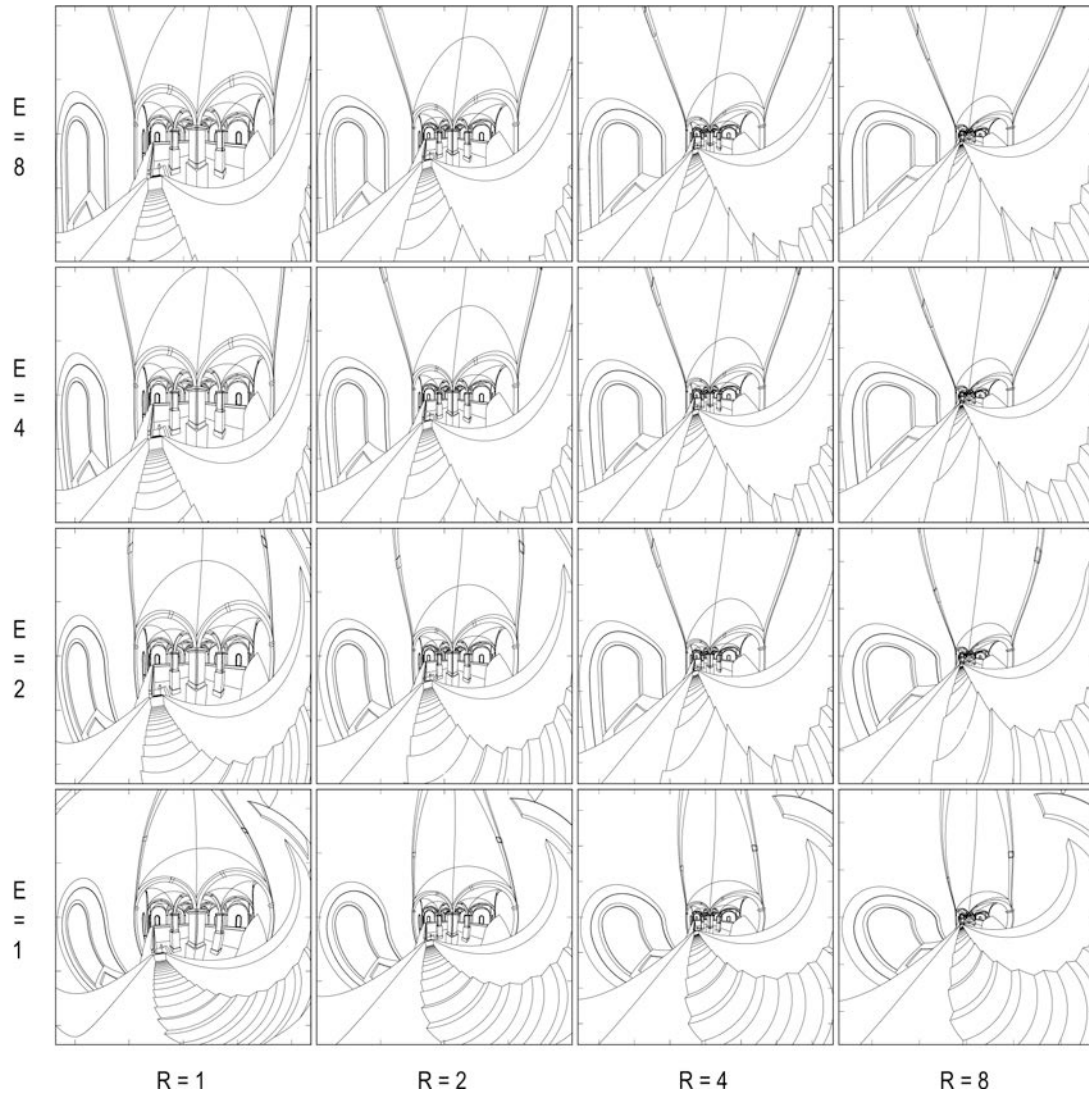 E
=
8
E
=
4
E
=
2
E
=
1
R = 1
R = 2
R = 4
R = 8